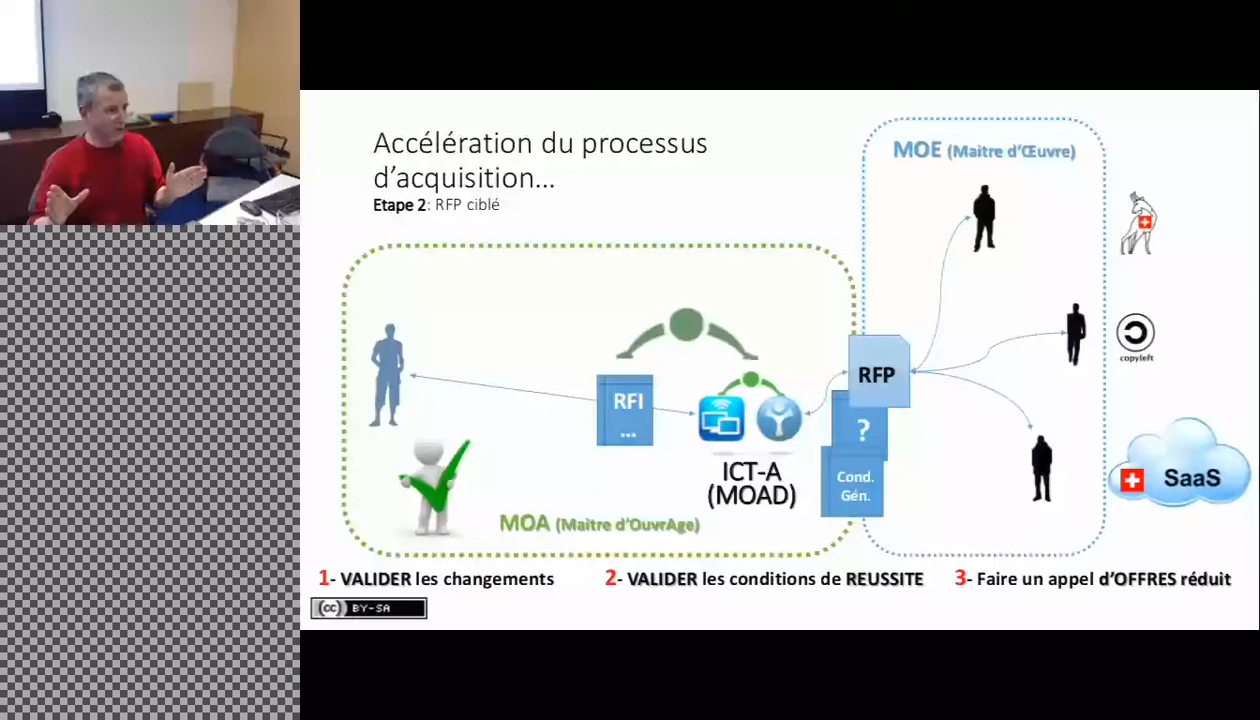 Accélération du processus
d'acquisition...
Etape 2: RFP ciblé
MOE (Maitre d'Œuvre)
copyleft
RFP
RFI
...
?
Cond.
Gén.
ICT-A
(MOAD)
SaaS
MOA (Maitre d'OuvrAge)
1- VALIDER les changements
2- VALIDER les conditions de REUSSITE
3- Faire un appel d'OFFRES réduit
cc BY-SA